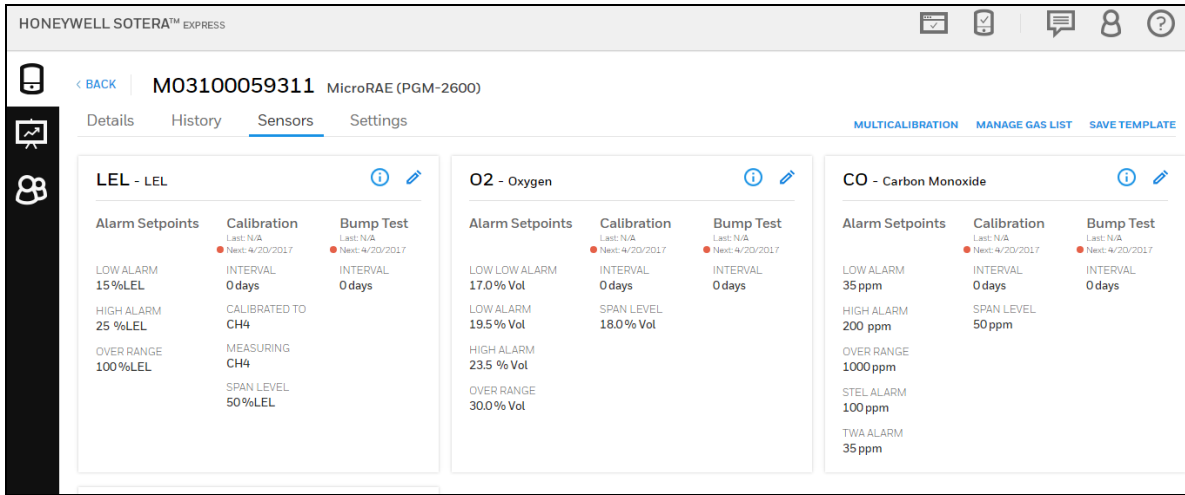 HONEYWELL SOTERA™ EXPRESS
< BACK M03100059311 MicroRAE (PGM-2600)
Details History Sensors Settings
MULTICALIBRATION MANAGE GAS LIST SAVE TEMPLATE
LEL - LEL
Alarm Setpoints
LOW ALARM
15%LEL
HIGH ALARM
25 %LEL
OVER RANGE
100%LEL
Calibration
Last: N/A
Next: 4/20/2017
INTERVAL
0 days
CALIBRATED TO
CH4
MEASURING
CH4
SPAN LEVEL
50%LEL
Bump Test
Last: N/A
Next: 4/20/2017
INTERVAL
0 days
O2 - Oxygen
Alarm Setpoints
LOW LOW ALARM
17.0% Vol
LOW ALARM
19.5% Vol
HIGH ALARM
23.5 % Vol
OVER RANGE
30.0% Vol
Calibration
Last: N/A
Next: 4/20/2017
INTERVAL
0 days
SPAN LEVEL
18.0% Vol
Bump Test
Last: N/A
Next: 4/20/2017
INTERVAL
0 days
CO - Carbon Monoxide
Alarm Setpoints
LOW ALARM
35 ppm
HIGH ALARM
200 ppm
OVER RANGE
1000 ppm
STEL ALARM
100 ppm
TWA ALARM
35 ppm
Calibration
Last: N/A
Next: 4/20/2017
INTERVAL
0 days
SPAN LEVEL
50 ppm
Bump Test
Last: N/A
Next: 4/20/2017
INTERVAL
0 days